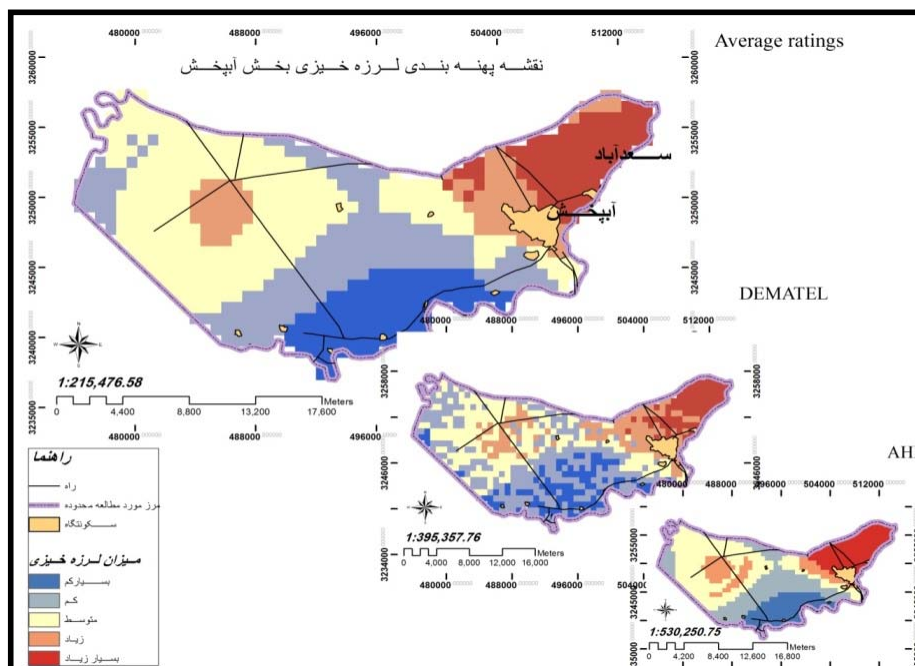 480000 488000 496000 504000 512000
Average ratings
نقشه پهنه بندی لرزه خیزی بخش آبپخش
3260000
3255000
3250000
3245000
3240000
3235000
سعدآباد
آبپخش
1:215,476.58
Meters
0 4,400 8,800 13,200 17,600
480000 488000 496000
DEMATEL
480000 488000 496000 504000 512000
3258000
3246000
3234000
1:395,357.76
Meters
0 4,000 8,000 12,000 16,000
480000 488000 496000
480000 488000 496000 504000 512000
3255000
3245000
1:530,250.75
Meters
0 4,200 8,400 12,600 16,800
راهنما
راه
مرز مورد مطالعه محدوده
سکونتگاه
میزان لرزه خیزی
بسیارکم
کم
متوسط
زیاد
بسیار زیاد